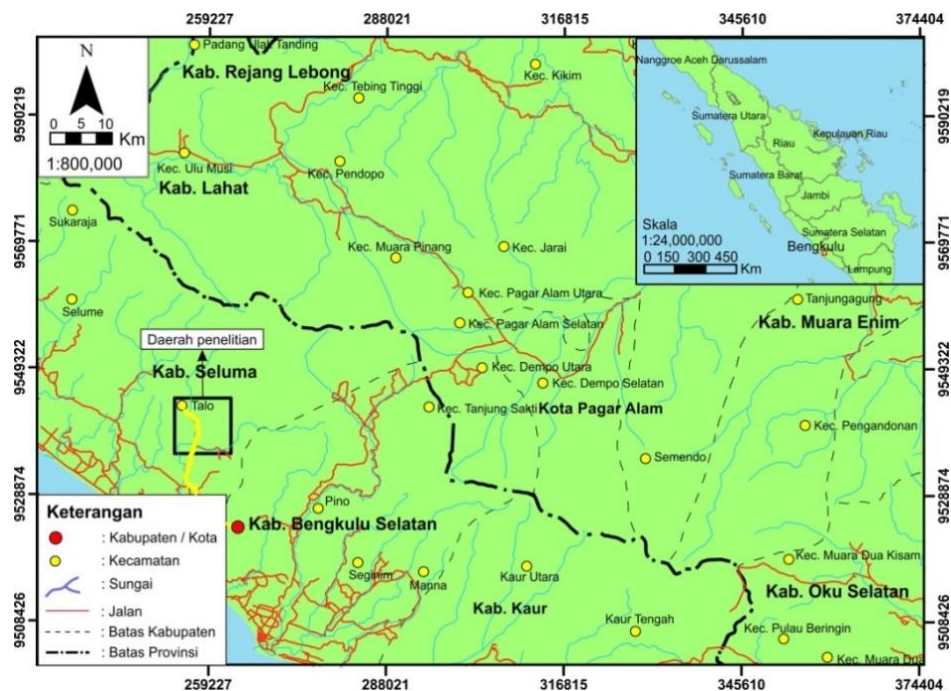 259227 288021 316815 345610 374404
N
0 5 10
Km
1:800,000
Padang Ulak Tanding
Kab. Rejang Lebong
Kec. Tebing Tinggi
Kec. Kikim
Kec. Ulu Musi
Kab. Lahat
Kec. Pendopo
Sukaraja
Kec. Muara Pinang
Kec. Jarai
Selume
Kec. Pagar Alam Utara
Kec. Pagar Alam Selatan
Tanjungagung
Kab. Muara Enim
Daerah penelitian
Kab. Seluma
Kec. Dempo Utara
Kec. Dempo Selatan
Talo
Kec. Tanjung Sakti
Kota Pagar Alam
Kec. Pengandonan
Semendo
Pino
Kab. Bengkulu Selatan
Seginim
Manna
Kaur Utara
Kab. Kaur
Kaur Tengah
Kec. Muara Dua Kisam
Kab. Oku Selatan
Kec. Pulau Beringin
Kec. Muara Dua
Nanggroe Aceh Darussalam
Sumatera Utara
Kepulauan Riau
Riau
Sumatera Barat
Jambi
Sumatera Selatan
Bengkulu
Lampung
Skala
1:24,000,000
0 150 300 450
Km
Keterangan
: Kabupaten / Kota
: Kecamatan
: Sungai
: Jalan
: Batas Kabupaten
: Batas Provinsi
9590219
9569771
9549322
9528874
9508426
9590219
9569771
9549322
9528874
9508426
259227 288021 316815 345610 374404